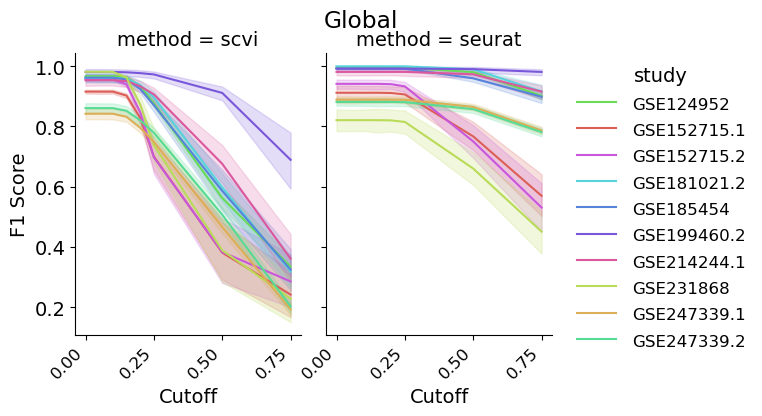 Global
method = scvi
method = seurat
F1 Score
1.0
0.8
0.6
0.4
0.2
0.00
0.25
0.50
0.75
0.00
0.25
0.50
0.75
Cutoff
Cutoff
study
GSE124952
GSE152715.1
GSE152715.2
GSE181021.2
GSE185454
GSE199460.2
GSE214244.1
GSE231868
GSE247339.1
GSE247339.2